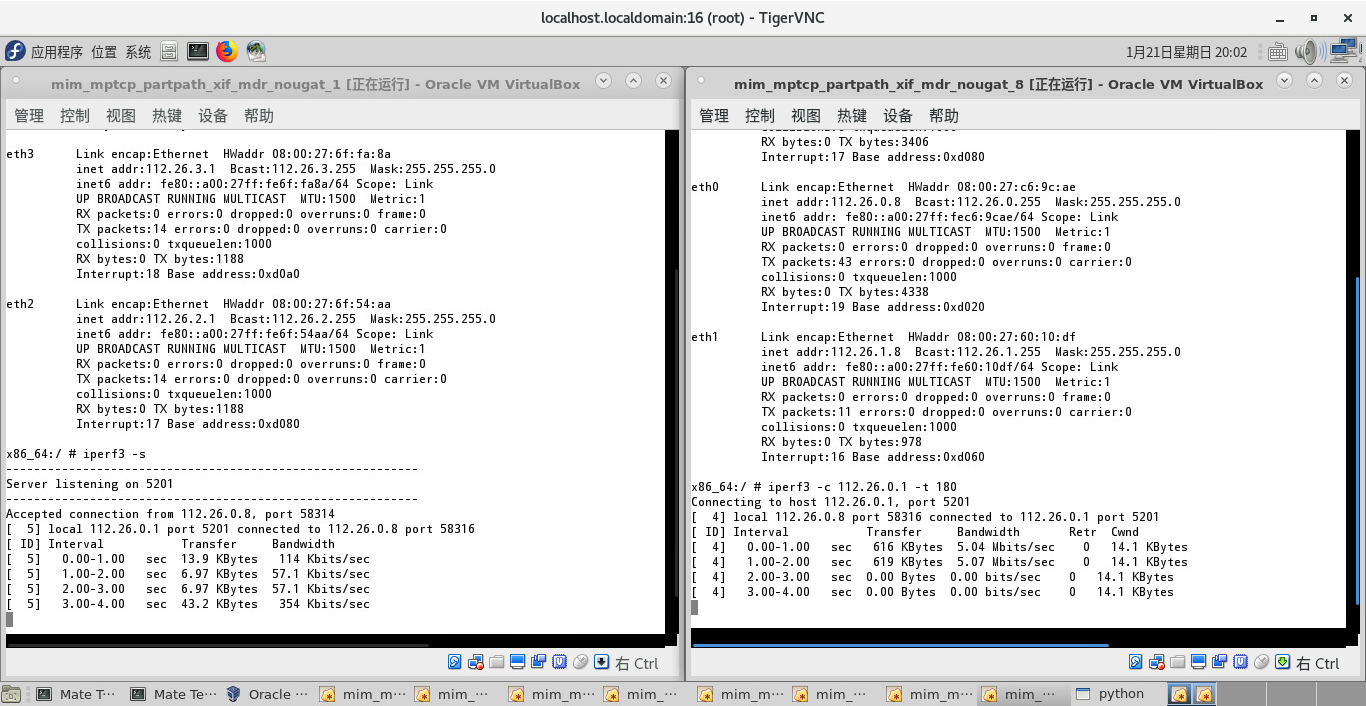 localhost.localdomain:16 (root) - TigerVNC
应用程序 位置 系统
1月21日星期日 20:02
mim_mptcp_partpath_xif_mdr_nougat_1 [正在运行] - Oracle VM VirtualBox
管理 控制 视图 热键 设备 帮助
eth3 Link encap:Ethernet HWaddr 08:00:27:6f:fa:8a
inet addr:112.26.3.1 Bcast:112.26.3.255 Mask:255.255.255.0
inet6 addr: fe80::a00:27ff:fe6f:fa8a/64 Scope: Link
UP BROADCAST RUNNING MULTICAST MTU:1500 Metric:1
RX packets:0 errors:0 dropped:0 overruns:0 frame:0
TX packets:14 errors:0 dropped:0 overruns:0 carrier:0
collisions:0 txqueuelen:1000
RX bytes:0 TX bytes:1188
Interrupt:18 Base address:0xd0a0
eth2 Link encap:Ethernet HWaddr 08:00:27:6f:54:aa
inet addr:112.26.2.1 Bcast:112.26.2.255 Mask:255.255.255.0
inet6 addr: fe80::a00:27ff:fe6f:54aa/64 Scope: Link
UP BROADCAST RUNNING MULTICAST MTU:1500 Metric:1
RX packets:0 errors:0 dropped:0 overruns:0 frame:0
TX packets:14 errors:0 dropped:0 overruns:0 carrier:0
collisions:0 txqueuelen:1000
RX bytes:0 TX bytes:1188
Interrupt:17 Base address:0xd080
x86_64:/ # iperf3 -s
-----------------------------------------------------------
Server listening on 5201
-----------------------------------------------------------
Accepted connection from 112.26.0.8, port 58314
[ 5] local 112.26.0.1 port 5201 connected to 112.26.0.8 port 58316
[ ID] Interval Transfer Bandwidth
[ 5] 0.00-1.00 sec 13.9 KBytes 114 Kbits/sec
[ 5] 1.00-2.00 sec 6.97 KBytes 57.1 Kbits/sec
[ 5] 2.00-3.00 sec 6.97 KBytes 57.1 Kbits/sec
[ 5] 3.00-4.00 sec 43.2 KBytes 354 Kbits/sec
右 Ctrl
mim_mptcp_partpath_xif_mdr_nougat_8 [正在运行] - Oracle VM VirtualBox
管理 控制 视图 热键 设备 帮助
RX bytes:0 TX bytes:3406
Interrupt:17 Base address:0xd080
eth0 Link encap:Ethernet HWaddr 08:00:27:c6:9c:ae
inet addr:112.26.0.8 Bcast:112.26.0.255 Mask:255.255.255.0
inet6 addr: fe80::a00:27ff:fec6:9cae/64 Scope: Link
UP BROADCAST RUNNING MULTICAST MTU:1500 Metric:1
RX packets:0 errors:0 dropped:0 overruns:0 frame:0
TX packets:43 errors:0 dropped:0 overruns:0 carrier:0
collisions:0 txqueuelen:1000
RX bytes:0 TX bytes:4338
Interrupt:19 Base address:0xd020
eth1 Link encap:Ethernet HWaddr 08:00:27:60:10:df
inet addr:112.26.1.8 Bcast:112.26.1.255 Mask:255.255.255.0
inet6 addr: fe80::a00:27ff:fe60:10df/64 Scope: Link
UP BROADCAST RUNNING MULTICAST MTU:1500 Metric:1
RX packets:0 errors:0 dropped:0 overruns:0 frame:0
TX packets:11 errors:0 dropped:0 overruns:0 carrier:0
collisions:0 txqueuelen:1000
RX bytes:0 TX bytes:978
Interrupt:16 Base address:0xd060
x86_64:/ # iperf3 -c 112.26.0.1 -t 180
Connecting to host 112.26.0.1, port 5201
[ 4] local 112.26.0.8 port 58316 connected to 112.26.0.1 port 5201
[ ID] Interval Transfer Bandwidth Retr Cwnd
[ 4] 0.00-1.00 sec 616 KBytes 5.04 Mbits/sec 0 14.1 KBytes
[ 4] 1.00-2.00 sec 619 KBytes 5.07 Mbits/sec 0 14.1 KBytes
[ 4] 2.00-3.00 sec 0.00 Bytes 0.00 bits/sec 0 14.1 KBytes
[ 4] 3.00-4.00 sec 0.00 Bytes 0.00 bits/sec 0 14.1 KBytes
右 Ctrl
Mate T··· Mate Te··· Oracle ··· mim_m··· mim_··· mim_m··· mim_··· mim_m··· mim_··· mim_m··· mim_··· python